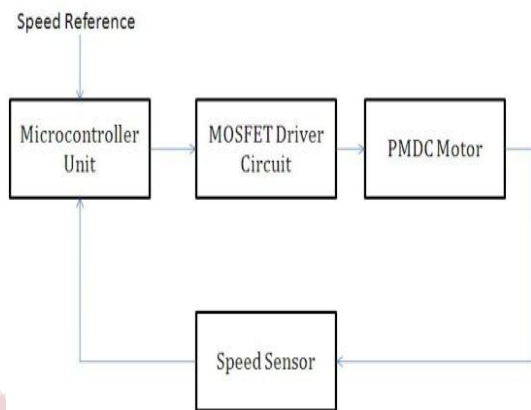 Speed Reference
Microcontroller
Unit
MOSFET Driver
Circuit
PMDC Motor
Speed Sensor